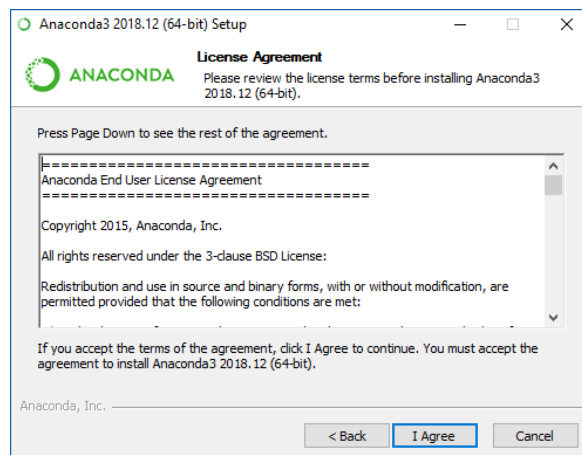 Anaconda3 2018.12 (64-bit) Setup
ANACONDA
License Agreement
Please review the license terms before installing Anaconda3
2018.12 (64-bit).
Press Page Down to see the rest of the agreement.
===================================
Anaconda End User License Agreement
===================================
Copyright 2015, Anaconda, Inc.
All rights reserved under the 3-clause BSD License:
Redistribution and use in source and binary forms, with or without modification, are
permitted provided that the following conditions are met:
If you accept the terms of the agreement, click I Agree to continue. You must accept the
agreement to install Anaconda3 2018.12 (64-bit).
Anaconda, Inc.
< Back
I Agree
Cancel